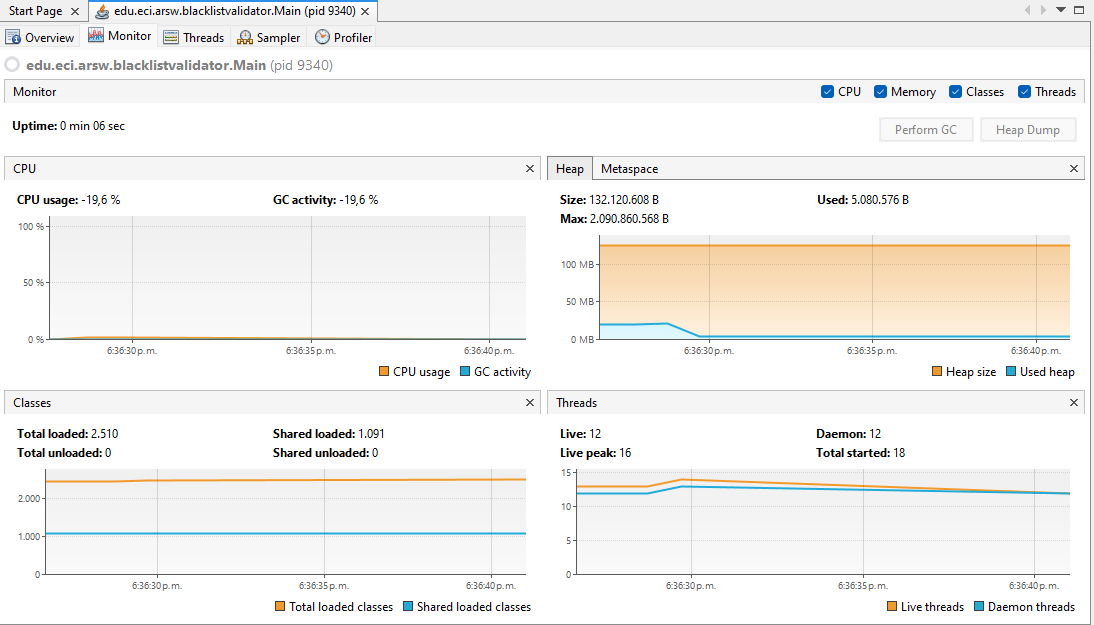 Start Page
edu.eci.arsw.blacklistvalidator.Main (pid 9340)
Overview
Monitor
Threads
Sampler
Profiler
edu.eci.arsw.blacklistvalidator.Main (pid 9340)
Monitor
CPU
Memory
Classes
Threads
Uptime: 0 min 06 sec
Perform GC
Heap Dump
CPU
CPU usage: -19,6 %
GC activity: -19,6 %
100 %
50 %
0 %
6:36:30 p. m.
6:36:35 p. m.
6:36:40 p. m.
CPU usage
GC activity
Heap
Metaspace
Size: 132.120.608 B
Used: 5.080.576 B
Max: 2.090.860.568 B
100 MB
50 MB
0 MB
6:36:30 p. m.
6:36:35 p. m.
6:36:40 p. m.
Heap size
Used heap
Classes
Total loaded: 2.510
Shared loaded: 1.091
Total unloaded: 0
Shared unloaded: 0
2.000
1.000
0
6:36:30 p. m.
6:36:35 p. m.
6:36:40 p. m.
Total loaded classes
Shared loaded classes
Threads
Live: 12
Daemon: 12
Live peak: 16
Total started: 18
15
10
5
0
6:36:30 p. m.
6:36:35 p. m.
6:36:40 p. m.
Live threads
Daemon threads